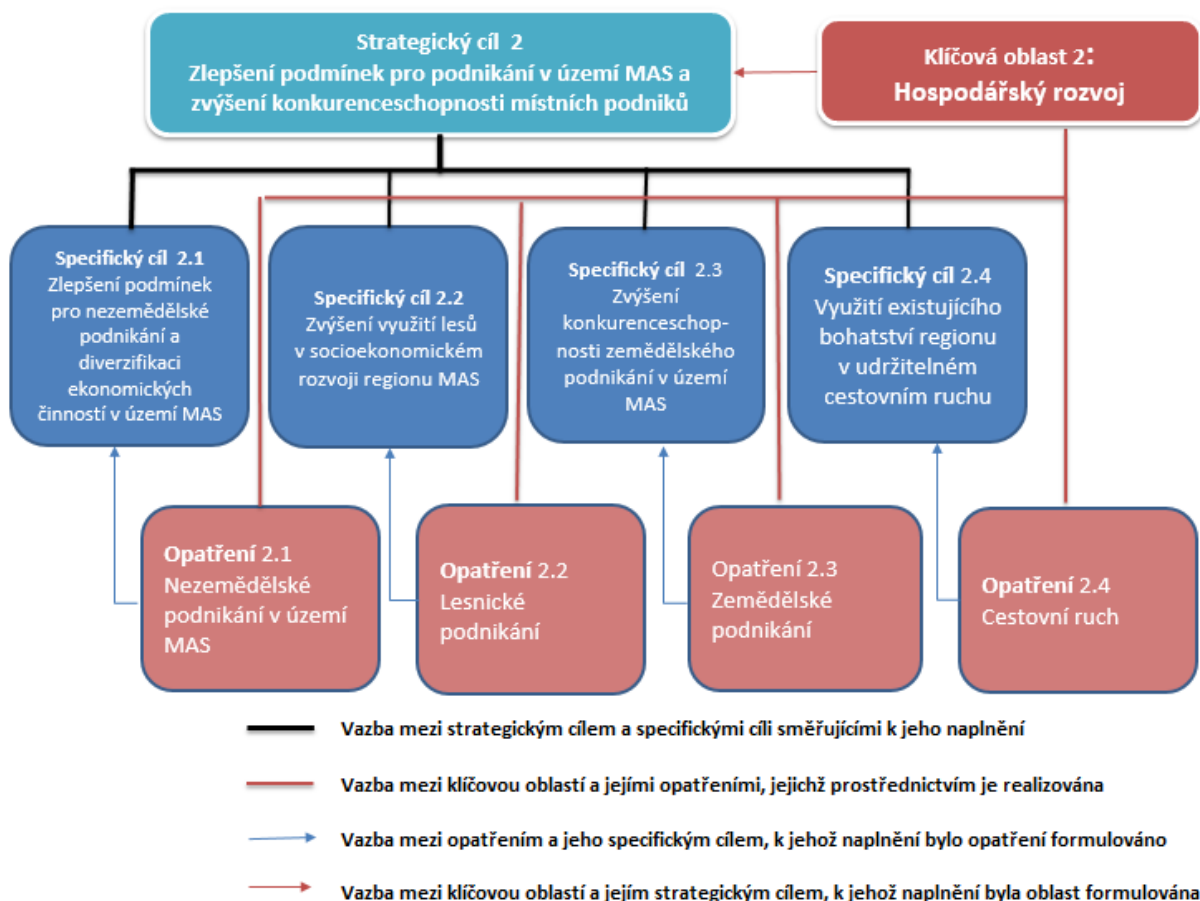 Strategický cíl 2
Zlepšení podmínek pro podnikání v území MAS a
zvýšení konkurenceschopnosti místních podniků
Klíčová oblast 2:
Hospodářský rozvoj
Specifický cíl 2.1
Zlepšení podmínek
pro nezemědělské
podnikání a
diverzifikaci
ekonomických
činností v území MAS
Specifický cíl 2.2
Zvýšení využití lesů
v socioekonomickém
rozvoji regionu MAS
Specifický cíl 2.3
Zvýšení
konkurenceschop-
nosti zemědělského
podnikání v území
MAS
Specifický cíl 2.4
Využití existujícího
bohatství regionu
v udržitelném
cestovním ruchu
Opatření 2.1
Nezemědělské
podnikání v území
MAS
Opatření 2.2
Lesnické
podnikání
Opatření 2.3
Zemědělské
podnikání
Opatření 2.4
Cestovní ruch
Vazba mezi strategickým cílem a specifickými cíli směřujícími k jeho naplnění
Vazba mezi klíčovou oblastí a jejími opatřeními, jejichž prostřednictvím je realizována
Vazba mezi opatřením a jeho specifickým cílem, k jehož naplnění bylo opatření formulováno
Vazba mezi klíčovou oblastí a jejím strategickým cílem, k jehož naplnění byla oblast formulována